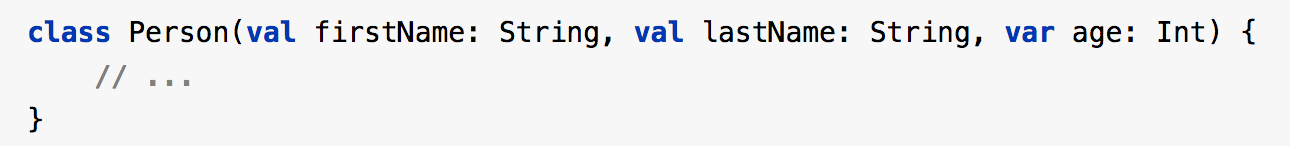 class Person(val firstName: String, val lastName: String, var age: Int) {
    // ...
}